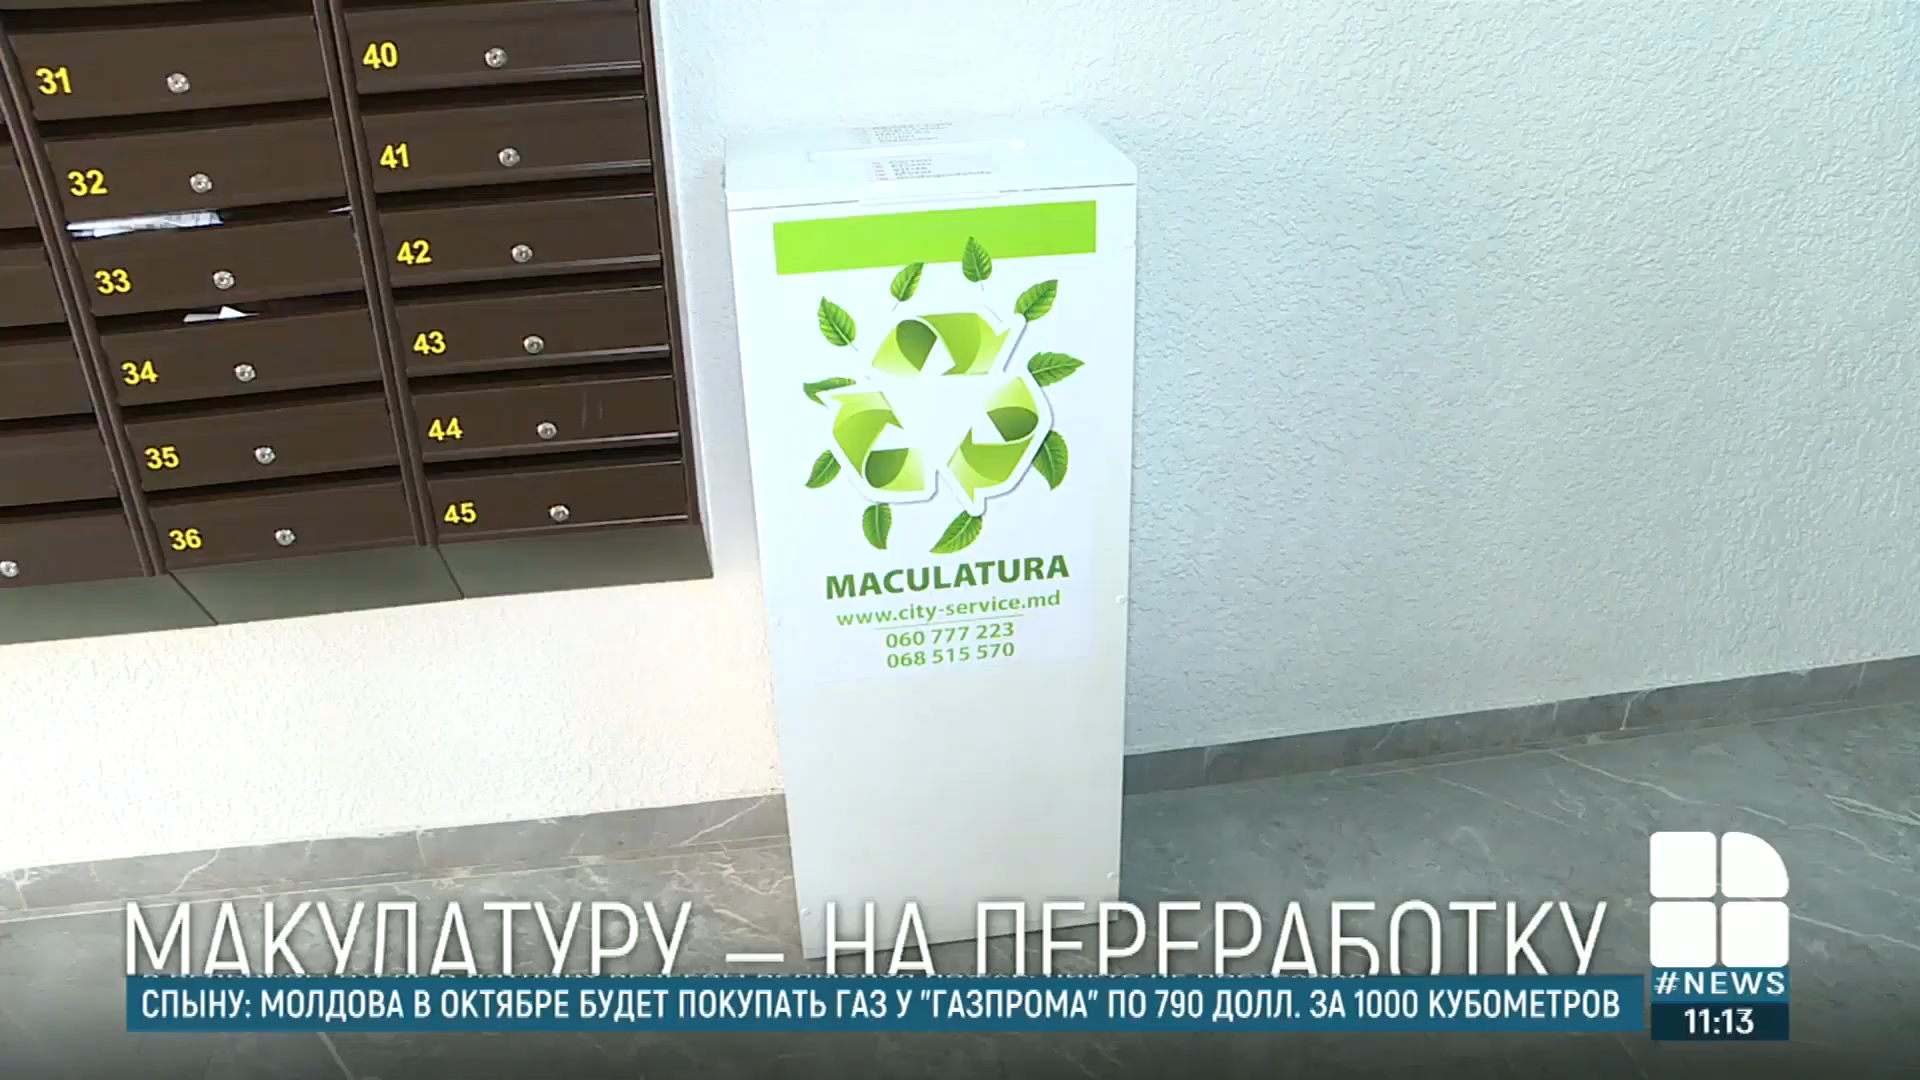 31
40
32
41
33
42
34
43
35
44
36
45
MACULATURA
www.city-service.md
060 777 223
068 515 570
МАКУЛАТУРУ – НА ПЕРЕРАБОТКУ
СПЫНУ: МОЛДОВА В ОКТЯБРЕ БУДЕТ ПОКУПАТЬ ГАЗ У "ГАЗПРОМА" ПО 790 ДОЛЛ. ЗА 1000 КУБОМЕТРОВ
#NEWS
11:13